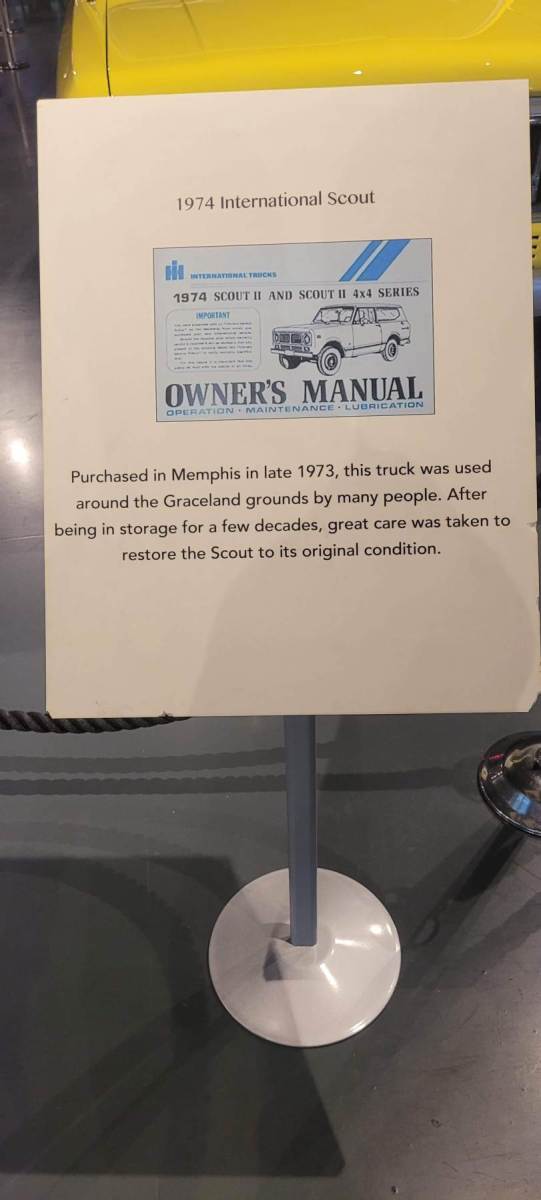 1974 International Scout
INTERNATIONAL TRUCKS
1974 SCOUT II AND SCOUT II 4x4 SERIES
IMPORTANT
OWNER'S MANUAL
OPERATION · MAINTENANCE · LUBRICATION
Purchased in Memphis in late 1973, this truck was used
around the Graceland grounds by many people. After
being in storage for a few decades, great care was taken to
restore the Scout to its original condition.